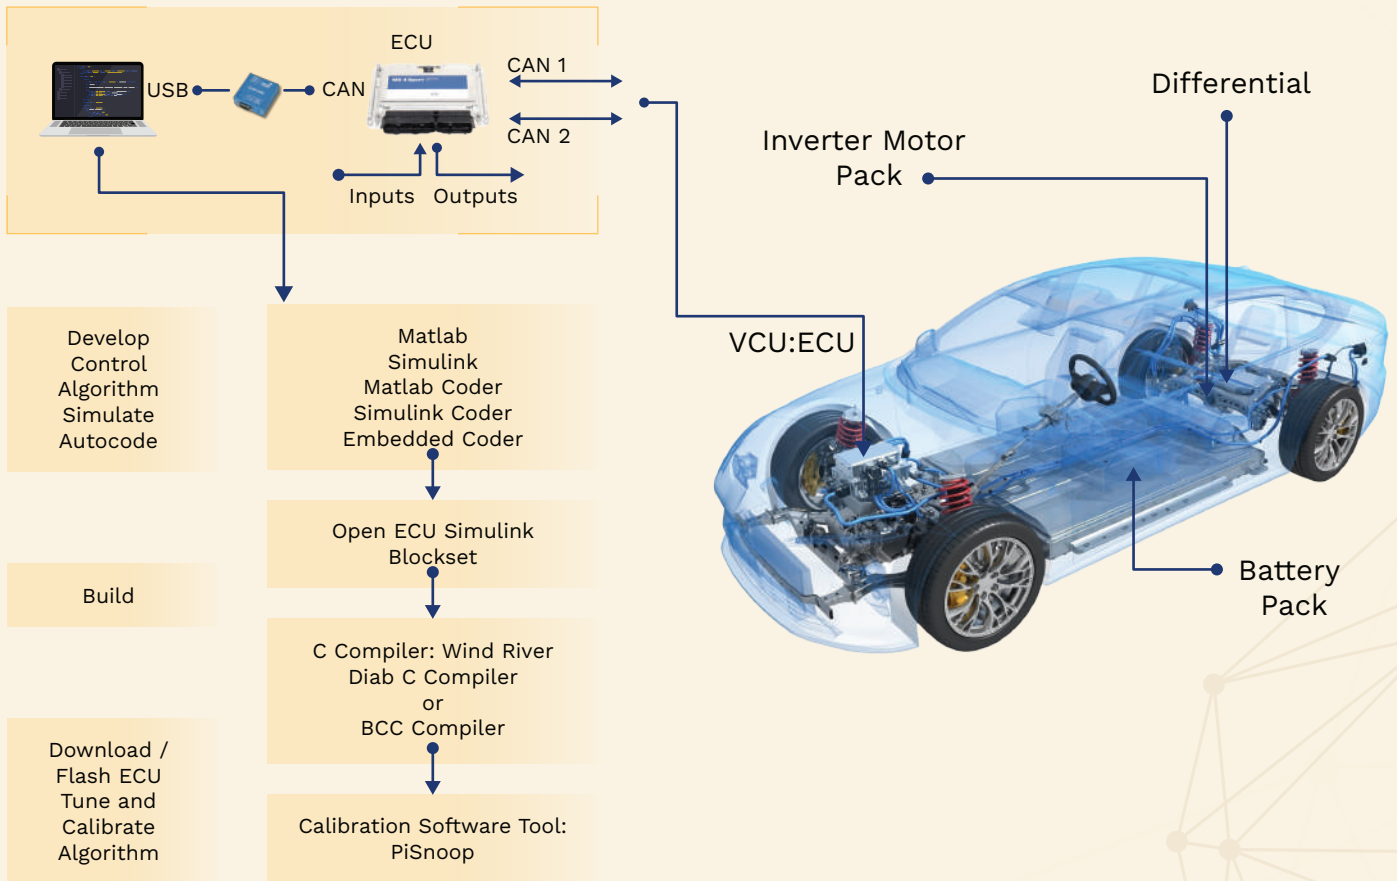 ECU
USB
CAN
CAN 1
CAN 2
Inputs
Outputs
Differential
Inverter Motor
Pack
VCU:ECU
Battery
Pack
Develop
Control
Algorithm
Simulate
Autocode
Matlab
Simulink
Matlab Coder
Simulink Coder
Embedded Coder
Open ECU Simulink
Blockset
Build
C Compiler: Wind River
Diab C Compiler
or
BCC Compiler
Download /
Flash ECU
Tune and
Calibrate
Algorithm
Calibration Software Tool:
PiSnoop